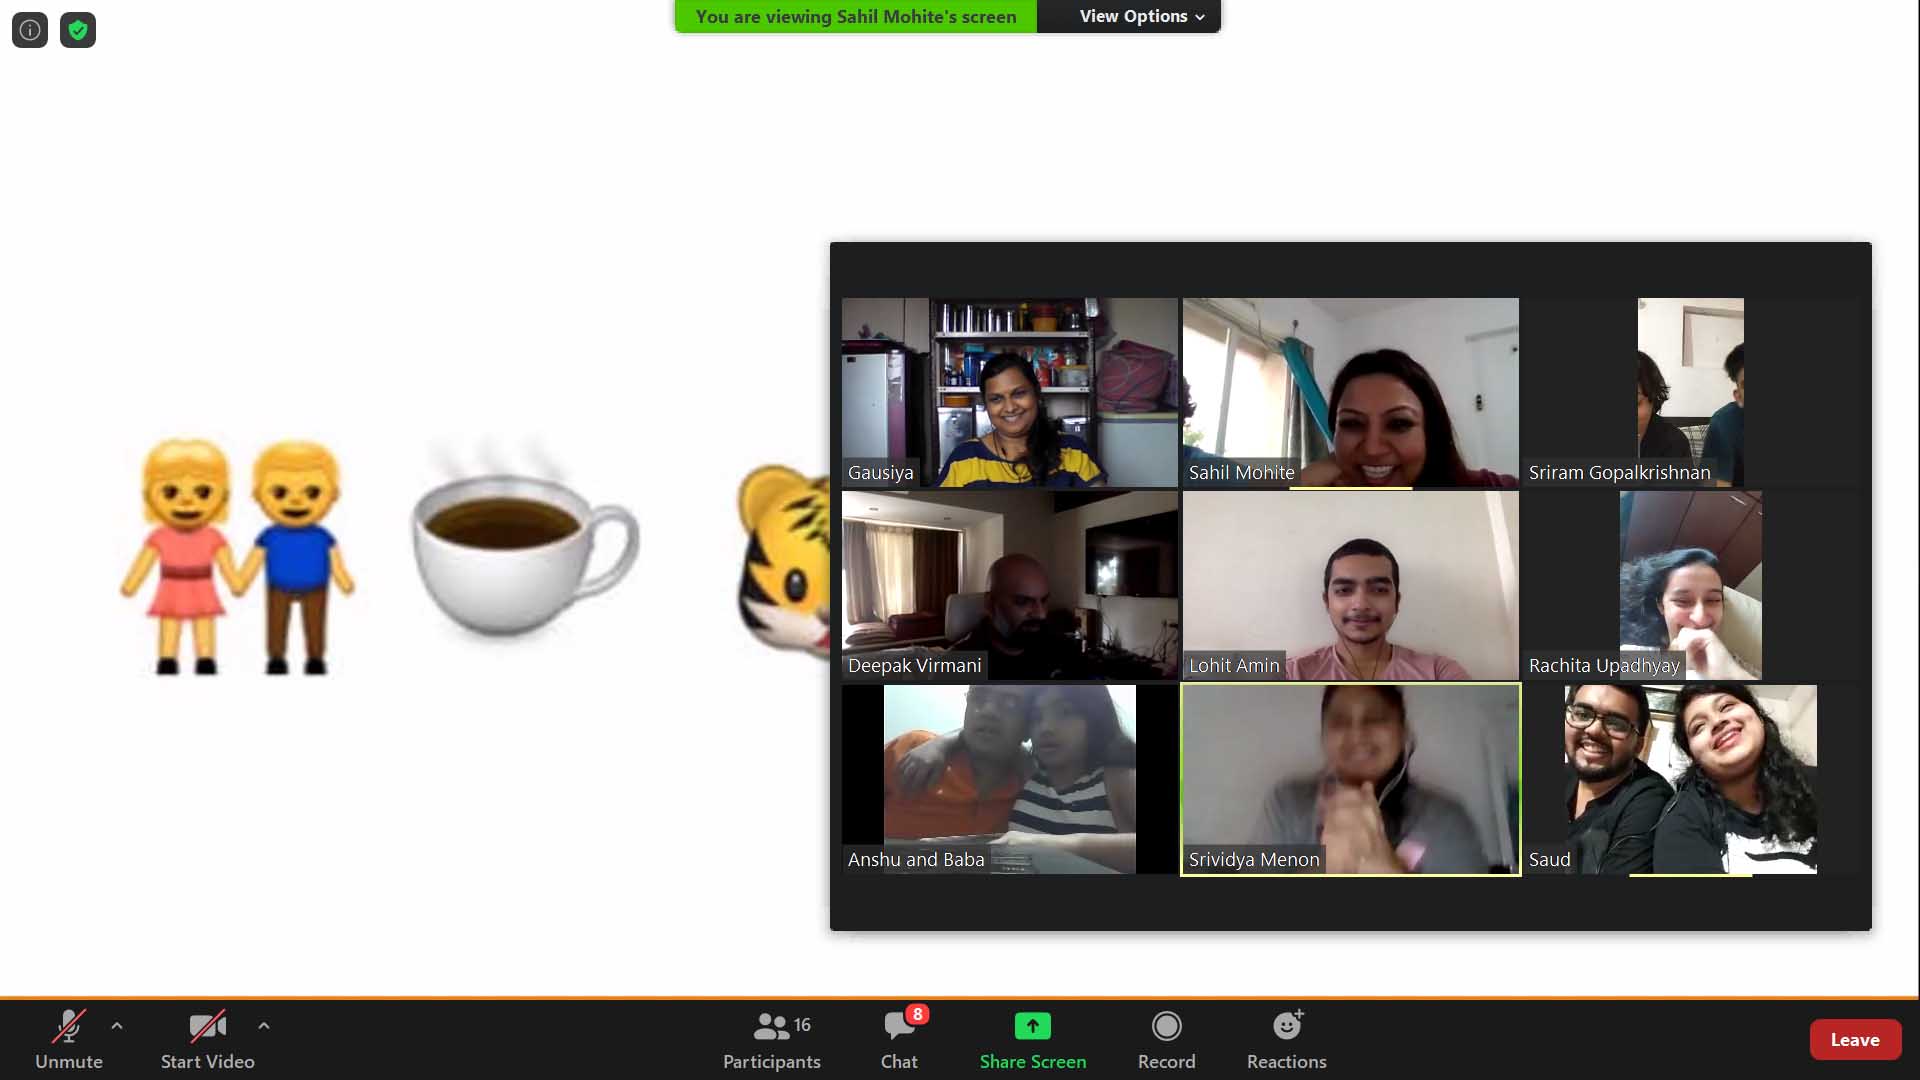 You are viewing Sahil Mohite's screen
View Options
Gausiya
Sahil Mohite
Sriram Gopalkrishnan
Deepak Virmani
Lohit Amin
Rachita Upadhyay
Anshu and Baba
Srividya Menon
Saud
16
8
Unmute
Start Video
Participants
Chat
Share Screen
Record
Reactions
Leave